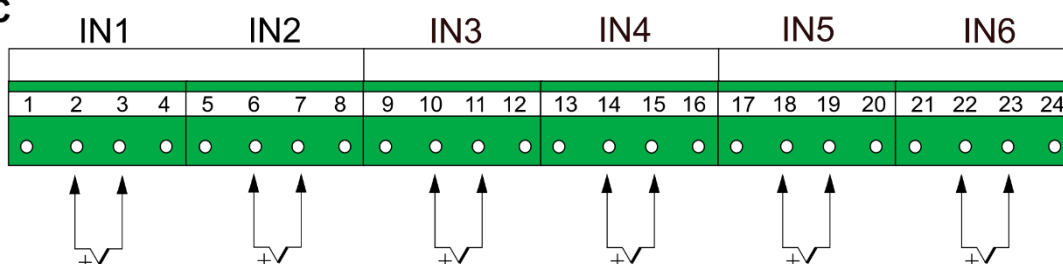 c
IN1 IN2 IN3 IN4 IN5 IN6
1 2 3 4 5 6 7 8 9 10 11 12 13 14 15 16 17 18 19 20 21 22 23 24
+ + + + + +